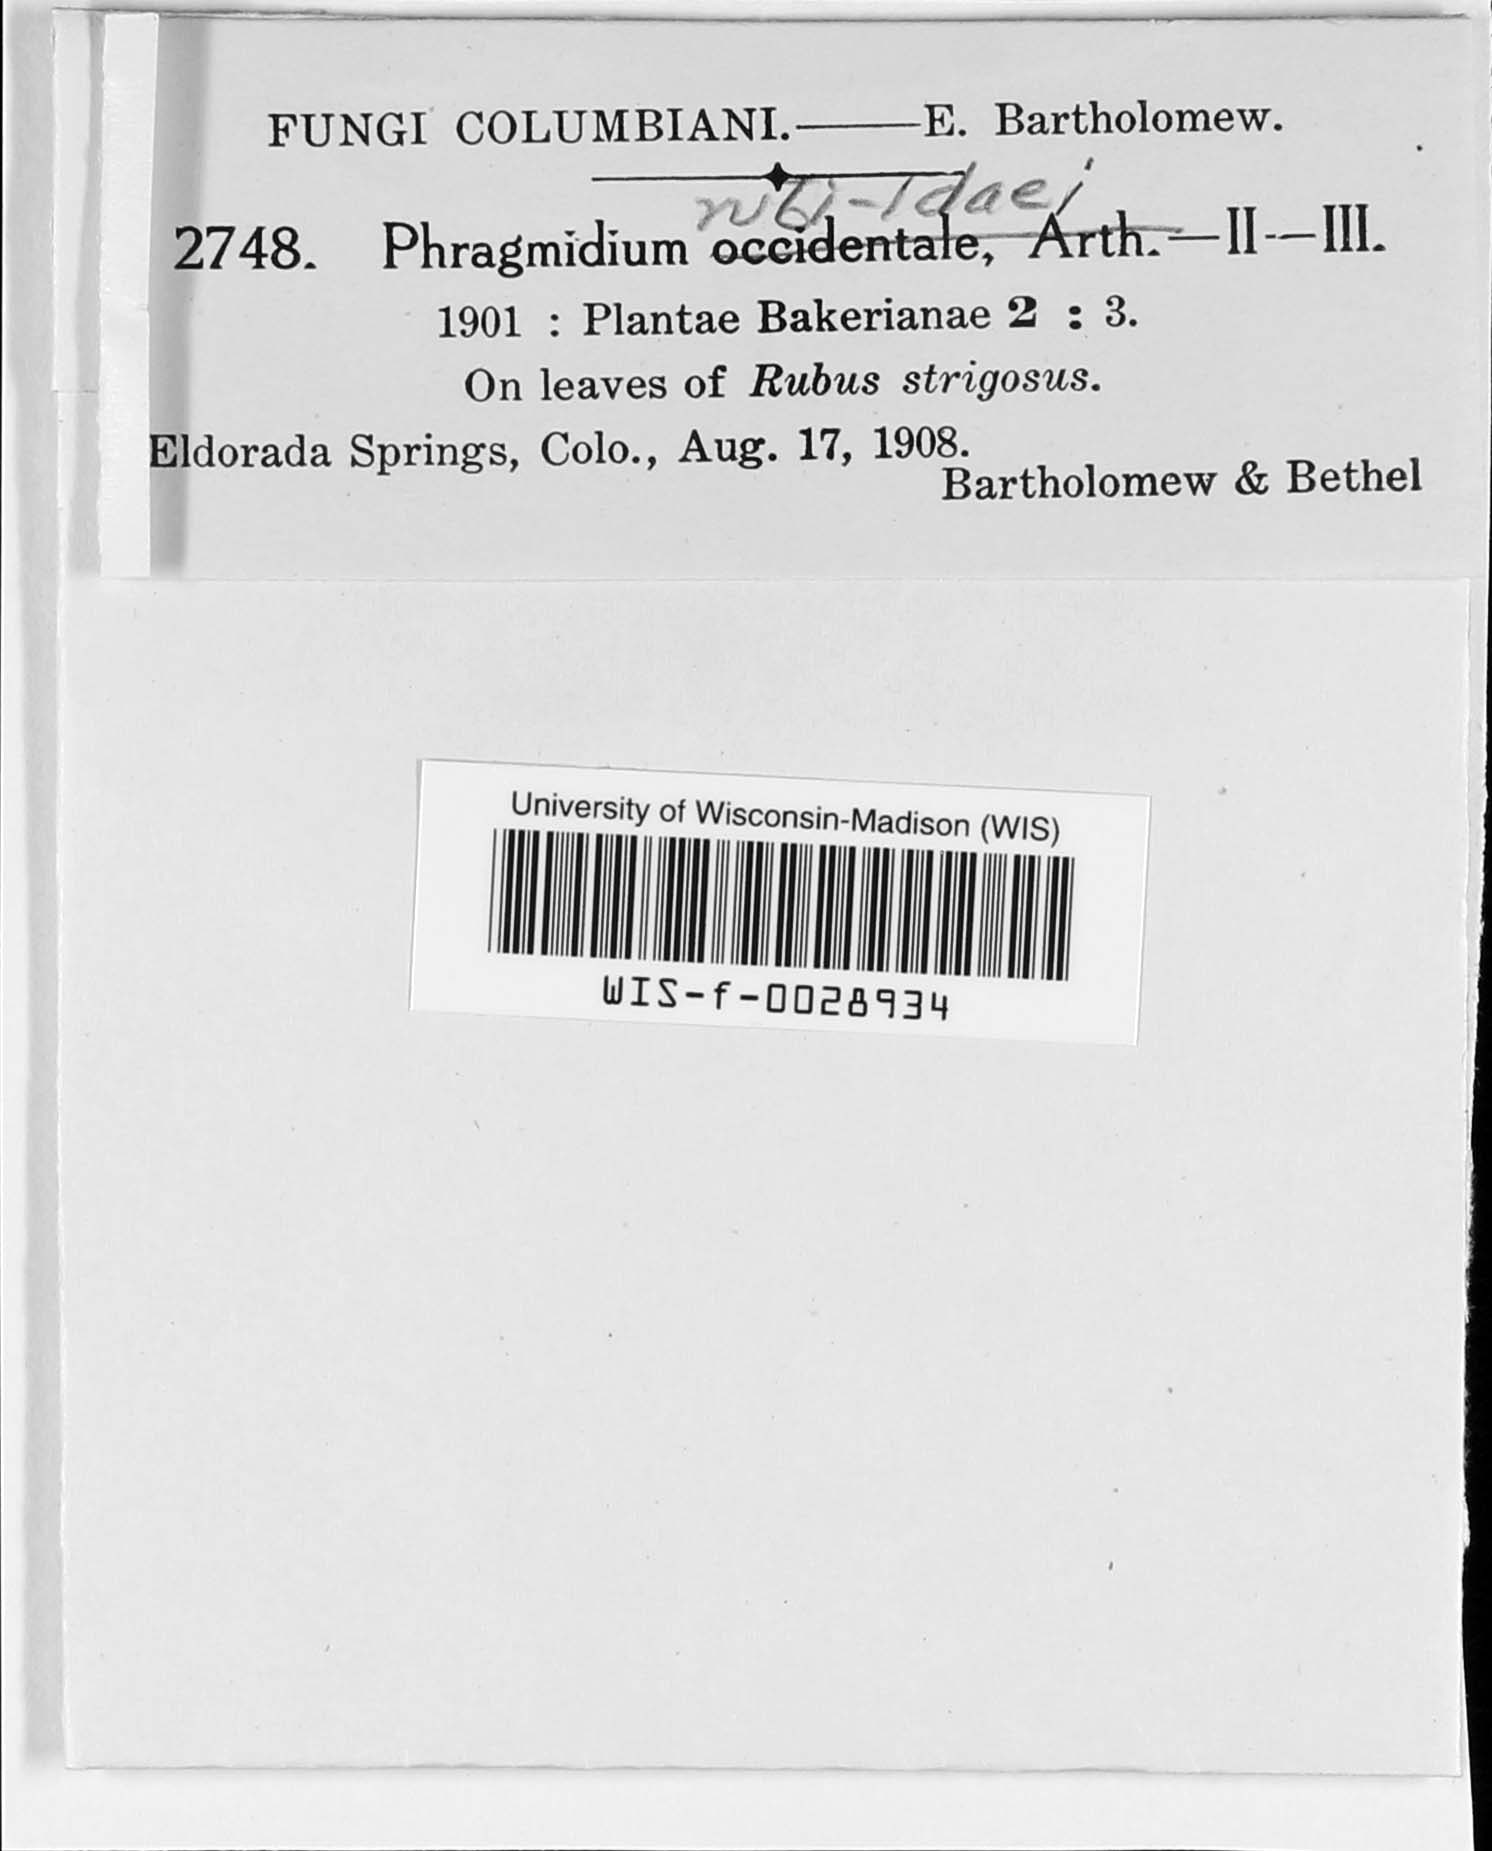 FUNGI COLUMBIANI.——E. Bartholomew.
rubi-Idaei
2748. Phragmidium occidentale, Arth.—II—III.
1901 : Plantae Bakerianae 2 : 3.
On leaves of Rubus strigosus.
Eldorada Springs, Colo., Aug. 17, 1908.
Bartholomew & Bethel
University of Wisconsin-Madison (WIS)
WIS-f-0028934